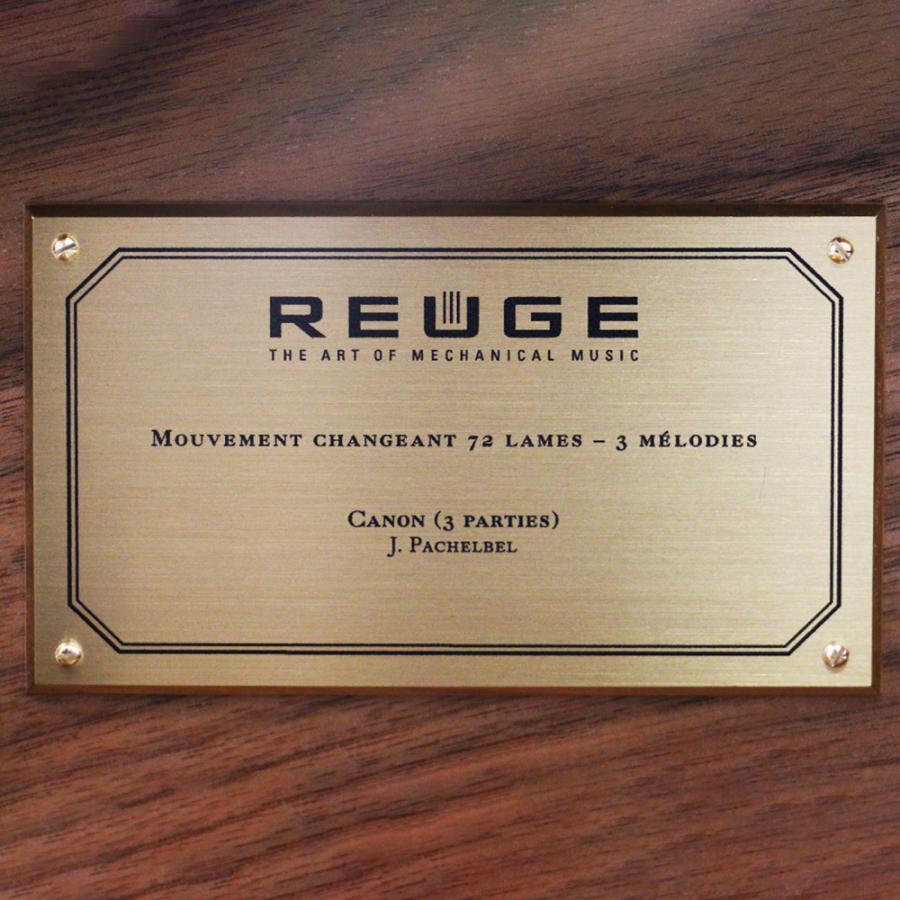 REUGE
THE ART OF MECHANICAL MUSIC
MOUVEMENT CHANGEANT 72 LAMES – 3 MÉLODIES
CANON (3 PARTIES)
J. PACHELBEL